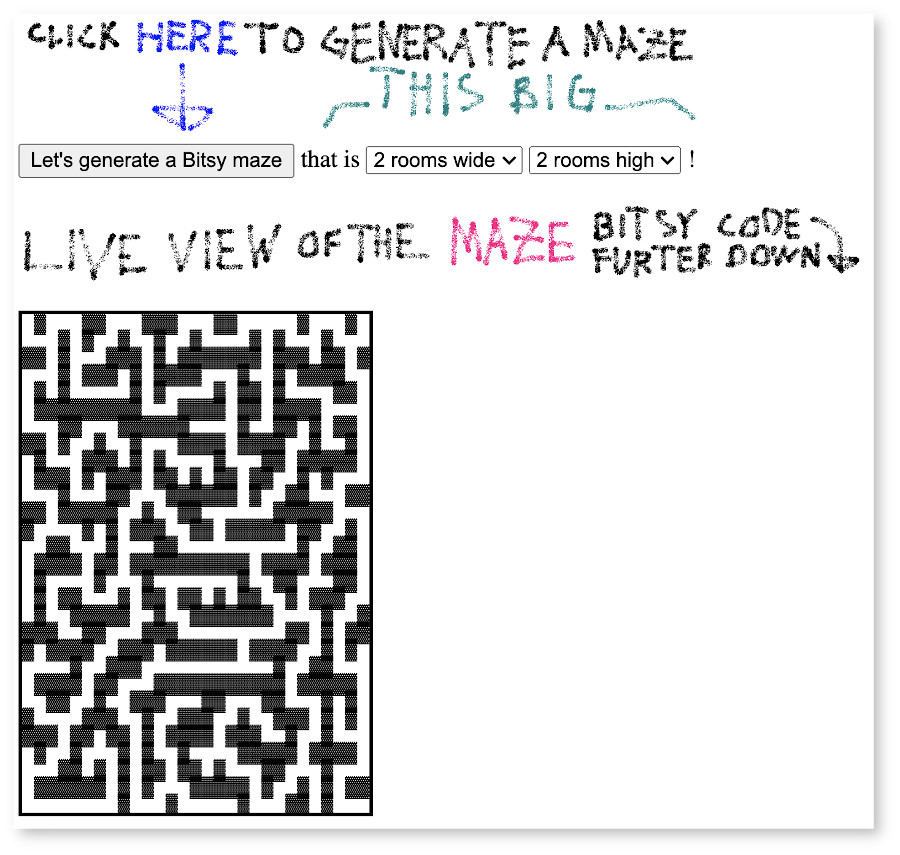 CLICK HERE TO GENERATE A MAZE
THIS BIG
Let's generate a Bitsy maze that is 2 rooms wide 2 rooms high !
LIVE VIEW OF THE MAZE BITSY CODE
FURTER DOWN